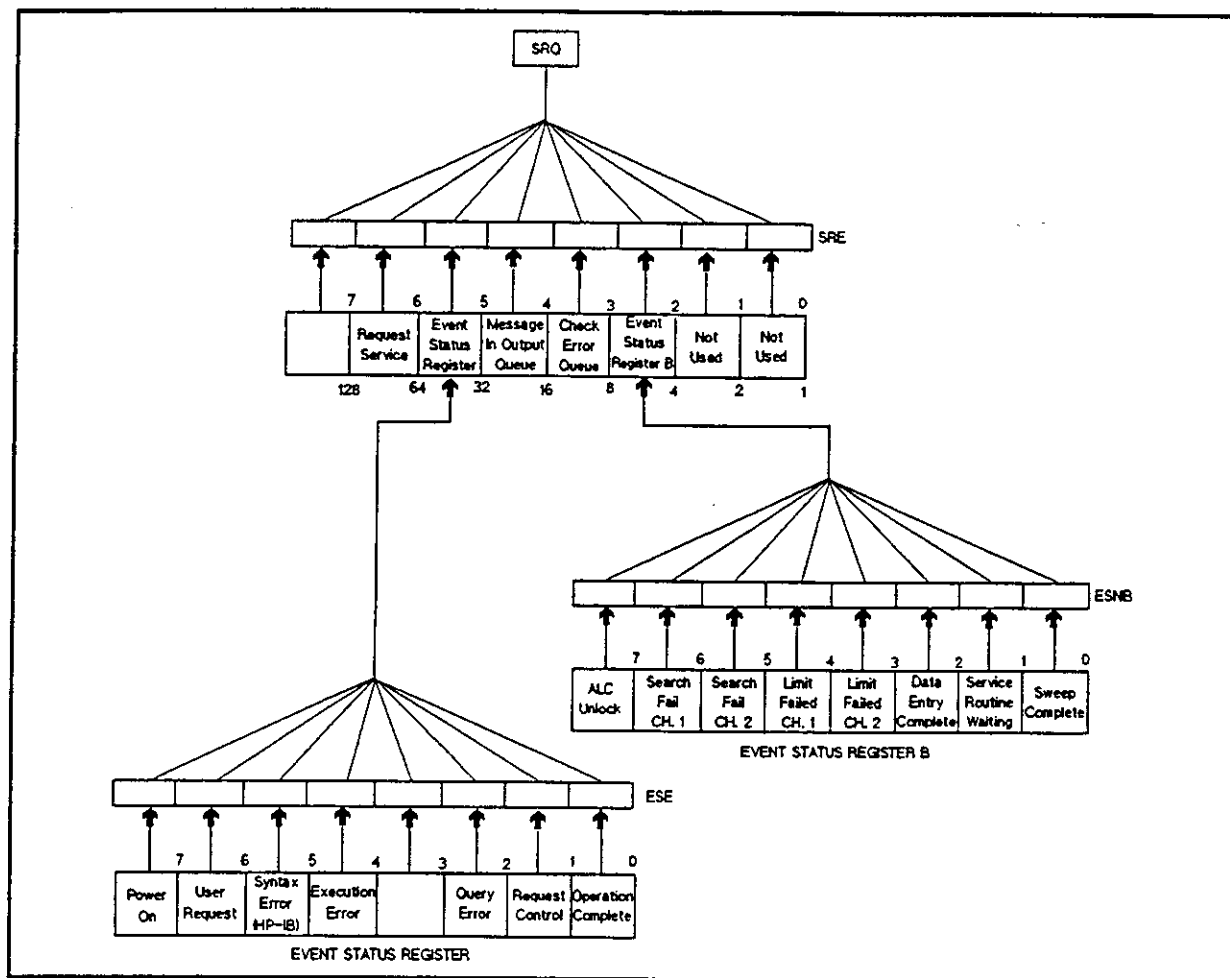 SRQ
SRE
7 6 5 4 3 2 1 0
Request Service
Event Status Register
Message In Output Queue
Check Error Queue
Event Status Register B
Not Used
Not Used
128 64 32 16 8 4 2 1
ESNB
7 6 5 4 3 2 1 0
ALC Unlock
Search Fail CH. 1
Search Fail CH. 2
Limit Failed CH. 1
Limit Failed CH. 2
Data Entry Complete
Service Routine Waiting
Sweep Complete
EVENT STATUS REGISTER B
ESE
7 6 5 4 3 2 1 0
Power On
User Request
Syntax Error (HP-IB)
Execution Error
Query Error
Request Control
Operation Complete
EVENT STATUS REGISTER